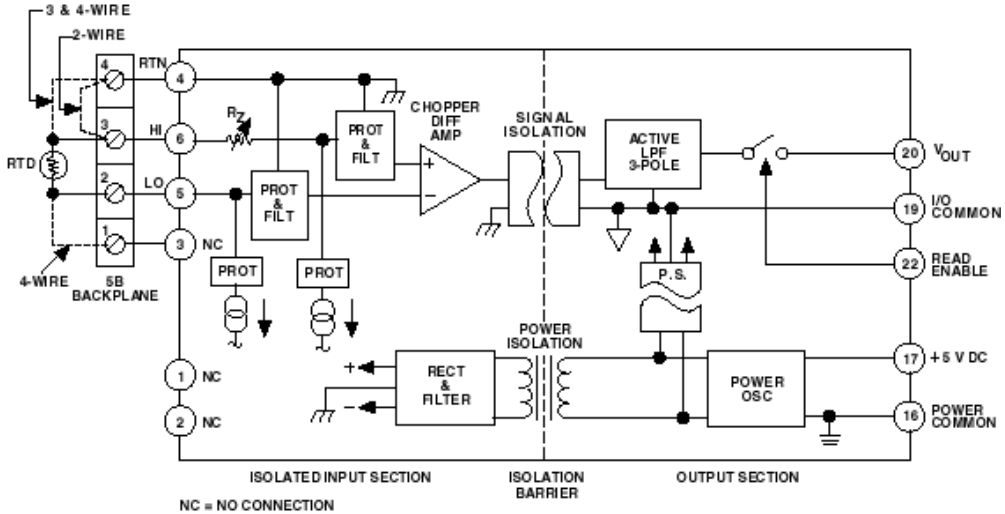 3 & 4-WIRE
2-WIRE
4
RTN
4
3
HI
6
RZ
RTD
2
LO
5
1
3
NC
4-WIRE
5B
BACKPLANE
PROT
& FILT
PROT
& FILT
PROT
PROT
CHOPPER
DIFF
AMP
+
−
SIGNAL
ISOLATION
ACTIVE
LPF
3-POLE
20
VOUT
19
I/O
COMMON
22
READ
ENABLE
P.S.
POWER
ISOLATION
1
NC
2
NC
+
−
RECT
&
FILTER
POWER
OSC
17
+5 V DC
16
POWER
COMMON
ISOLATED INPUT SECTION
ISOLATION
BARRIER
OUTPUT SECTION
NC = NO CONNECTION